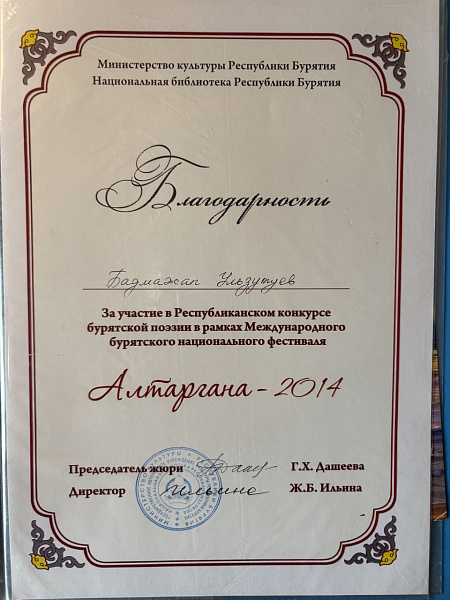 Министерство культуры Республики Бурятия
Национальная библиотека Республики Бурятия
Благодарность
Бадмажап Ульзутуев
За участие в Республиканском конкурсе
бурятской поэзии в рамках Международного
бурятского национального фестиваля
Алтаргана - 2014
Председатель жюри Г.Х. Дашеева
Директор Ж.Б. Ильина